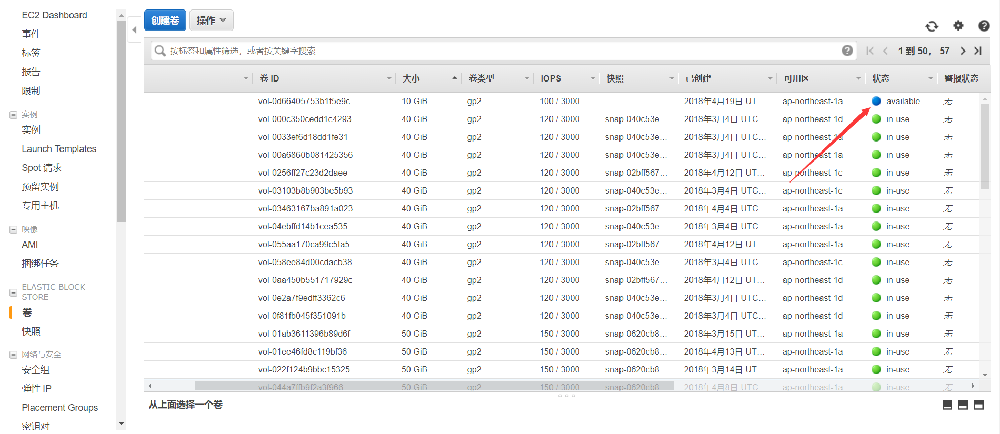 EC2 Dashboard
事件
标签
报告
限制
实例
实例
Launch Templates
Spot 请求
预留实例
专用主机
映像
AMI
捆绑任务
ELASTIC BLOCK
STORE
卷
快照
网络与安全
安全组
弹性 IP
Placement Groups
密钥对
创建卷 操作
按标签和属性筛选，或者按关键字搜索 1 到 50， 57
卷 ID 大小 卷类型 IOPS 快照 已创建 可用区 状态 警报状态
vol-0d66405753b1f5e9c 10 GiB gp2 100 / 3000 2018年4月19日 UT... ap-northeast-1a available 无
vol-000c350cedd1c4293 40 GiB gp2 120 / 3000 snap-040c53e... 2018年3月4日 UTC... ap-northeast-1d in-use 无
vol-0033ef6d18dd1fe31 40 GiB gp2 120 / 3000 snap-040c53e... 2018年3月4日 UTC... ap-northeast-1a in-use 无
vol-00a6860b081425356 40 GiB gp2 120 / 3000 snap-040c53e... 2018年3月4日 UTC... ap-northeast-1a in-use 无
vol-0256ff27c23d2daee 40 GiB gp2 120 / 3000 snap-02bff567... 2018年4月12日 UT... ap-northeast-1c in-use 无
vol-03103b8b903be5b93 40 GiB gp2 120 / 3000 snap-040c53e... 2018年3月4日 UTC... ap-northeast-1c in-use 无
vol-03463167ba891a023 40 GiB gp2 120 / 3000 snap-02bff567... 2018年4月4日 UTC... ap-northeast-1a in-use 无
vol-04ebffd14b1cea535 40 GiB gp2 120 / 3000 snap-040c53e... 2018年3月4日 UTC... ap-northeast-1a in-use 无
vol-055aa170ca99c5fa5 40 GiB gp2 120 / 3000 snap-02bff567... 2018年4月12日 UT... ap-northeast-1a in-use 无
vol-058ee84d00cdacb38 40 GiB gp2 120 / 3000 snap-040c53e... 2018年3月4日 UTC... ap-northeast-1c in-use 无
vol-0aa450b551717929c 40 GiB gp2 120 / 3000 snap-02bff567... 2018年4月12日 UT... ap-northeast-1d in-use 无
vol-0e2a7f9edff3362c6 40 GiB gp2 120 / 3000 snap-040c53e... 2018年3月4日 UTC... ap-northeast-1d in-use 无
vol-0f81fb045f351091b 40 GiB gp2 120 / 3000 snap-040c53e... 2018年3月4日 UTC... ap-northeast-1d in-use 无
vol-01ab3611396b89d6f 50 GiB gp2 150 / 3000 snap-0620cb8... 2018年3月15日 UT... ap-northeast-1a in-use 无
vol-01ee46fd8c119bf36 50 GiB gp2 150 / 3000 snap-0620cb8... 2018年4月13日 UT... ap-northeast-1a in-use 无
vol-022f124b9bbc15325 50 GiB gp2 150 / 3000 snap-0620cb8... 2018年3月14日 UT... ap-northeast-1a in-use 无
vol-044a7ffb9f2a3f966 50 GiB gp2 150 / 3000 snap-0620cb8... 2018年4月8日 UTC... ap-northeast-1a in-use 无
从上面选择一个卷